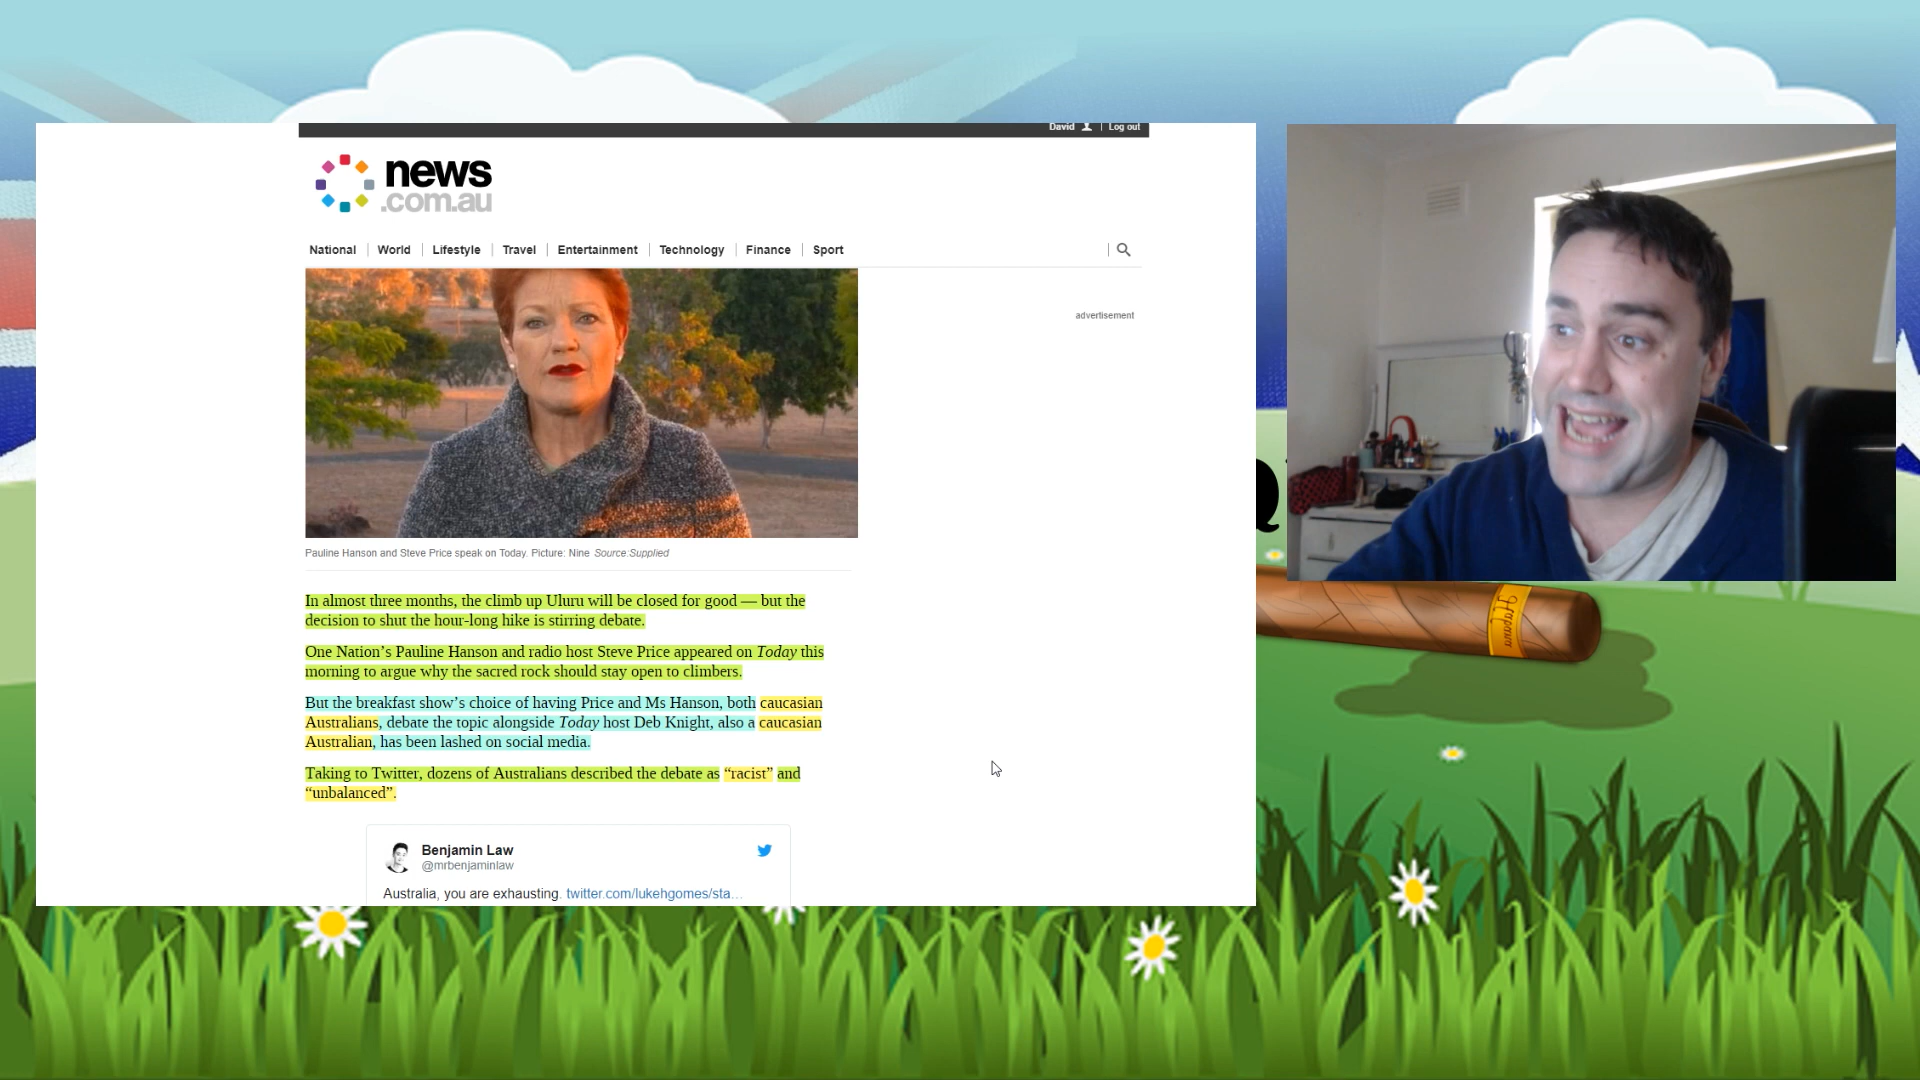 David | Log out
news
.com.au
National | World | Lifestyle | Travel | Entertainment | Technology | Finance | Sport
advertisement
Pauline Hanson and Steve Price speak on Today. Picture: Nine Source:Supplied
In almost three months, the climb up Uluru will be closed for good — but the
decision to shut the hour-long hike is stirring debate.
One Nation’s Pauline Hanson and radio host Steve Price appeared on Today this
morning to argue why the sacred rock should stay open to climbers.
But the breakfast show’s choice of having Price and Ms Hanson, both caucasian
Australians, debate the topic alongside Today host Deb Knight, also a caucasian
Australian, has been lashed on social media.
Taking to Twitter, dozens of Australians described the debate as “racist” and
“unbalanced”.
Benjamin Law
@mrbenjaminlaw
Australia, you are exhausting. twitter.com/lukehgomes/sta…
Q
Havana